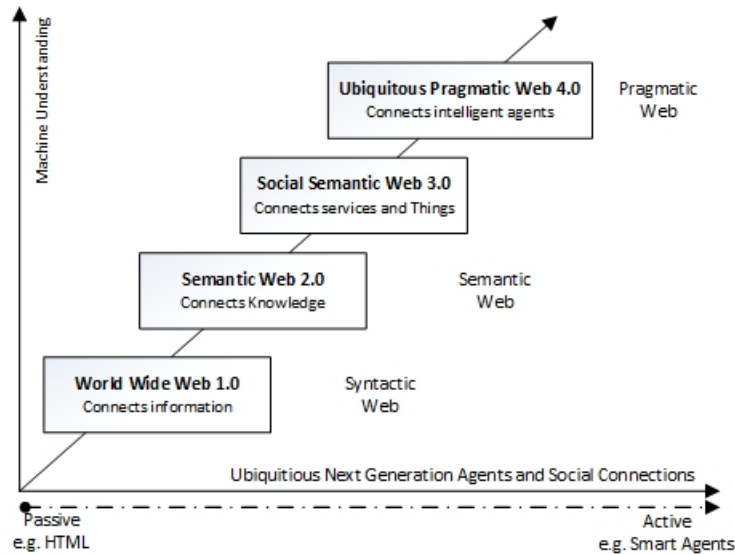 Machine Understanding
Ubiquitous Pragmatic Web 4.0
Connects intelligent agents
Pragmatic
Web
Social Semantic Web 3.0
Connects services and Things
Semantic Web 2.0
Connects Knowledge
Semantic
Web
World Wide Web 1.0
Connects information
Syntactic
Web
Ubiquitious Next Generation Agents and Social Connections
Passive
e.g. HTML
Active
e.g. Smart Agents